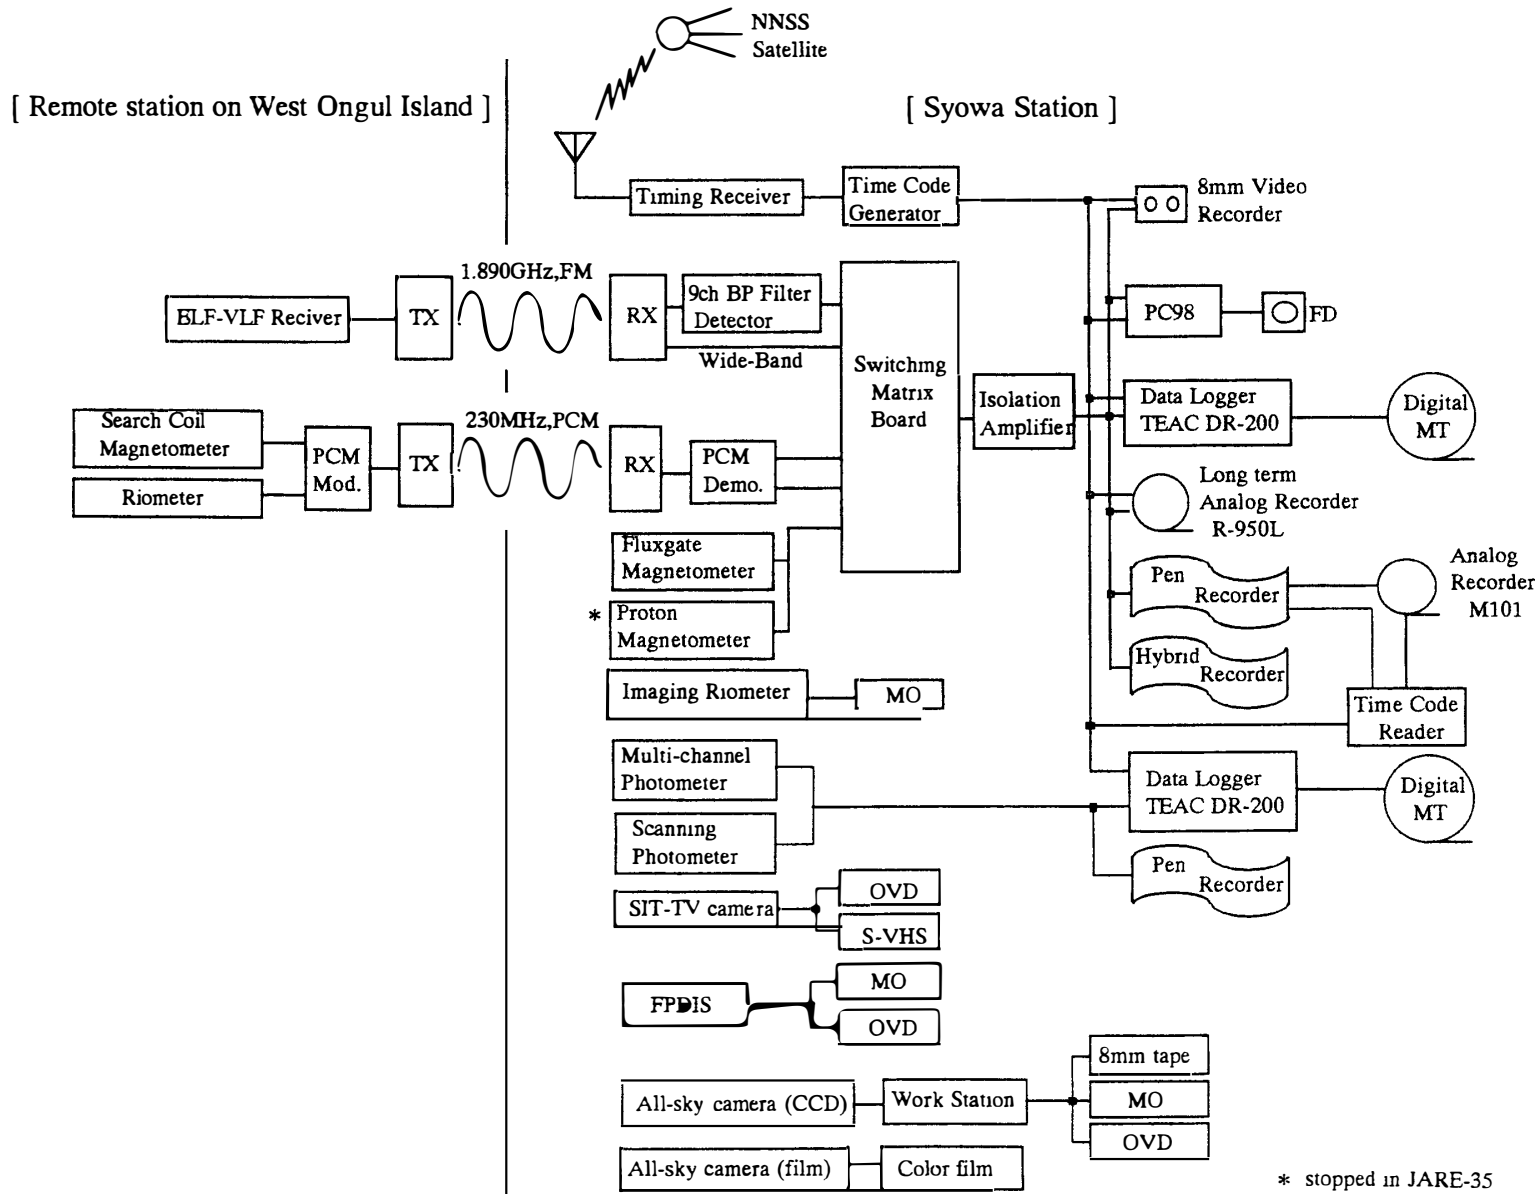 NNSS
Satellite
[ Remote station on West Ongul Island ]
[ Syowa Station ]
Timing Receiver
Time Code
Generator
8mm Video
Recorder
1.890GHz,FM
ELF-VLF Reciver
TX
RX
9ch BP Filter
Detector
Wide-Band
Switching
Matrix
Board
PC98
FD
Isolation
Amplifier
Data Logger
TEAC DR-200
Digital
MT
Search Coil
Magnetometer
Riometer
PCM
Mod.
TX
230MHz,PCM
RX
PCM
Demo.
Long term
Analog Recorder
R-950L
Fluxgate
Magnetometer
* Proton
Magnetometer
Pen
Recorder
Analog
Recorder
M101
Hybrid
Recorder
Imaging Riometer
MO
Time Code
Reader
Multi-channel
Photometer
Scanning
Photometer
Data Logger
TEAC DR-200
Digital
MT
Pen
Recorder
SIT-TV camera
OVD
S-VHS
FPDIS
MO
OVD
All-sky camera (CCD)
Work Station
8mm tape
MO
OVD
All-sky camera (film)
Color film
* stopped in JARE-35